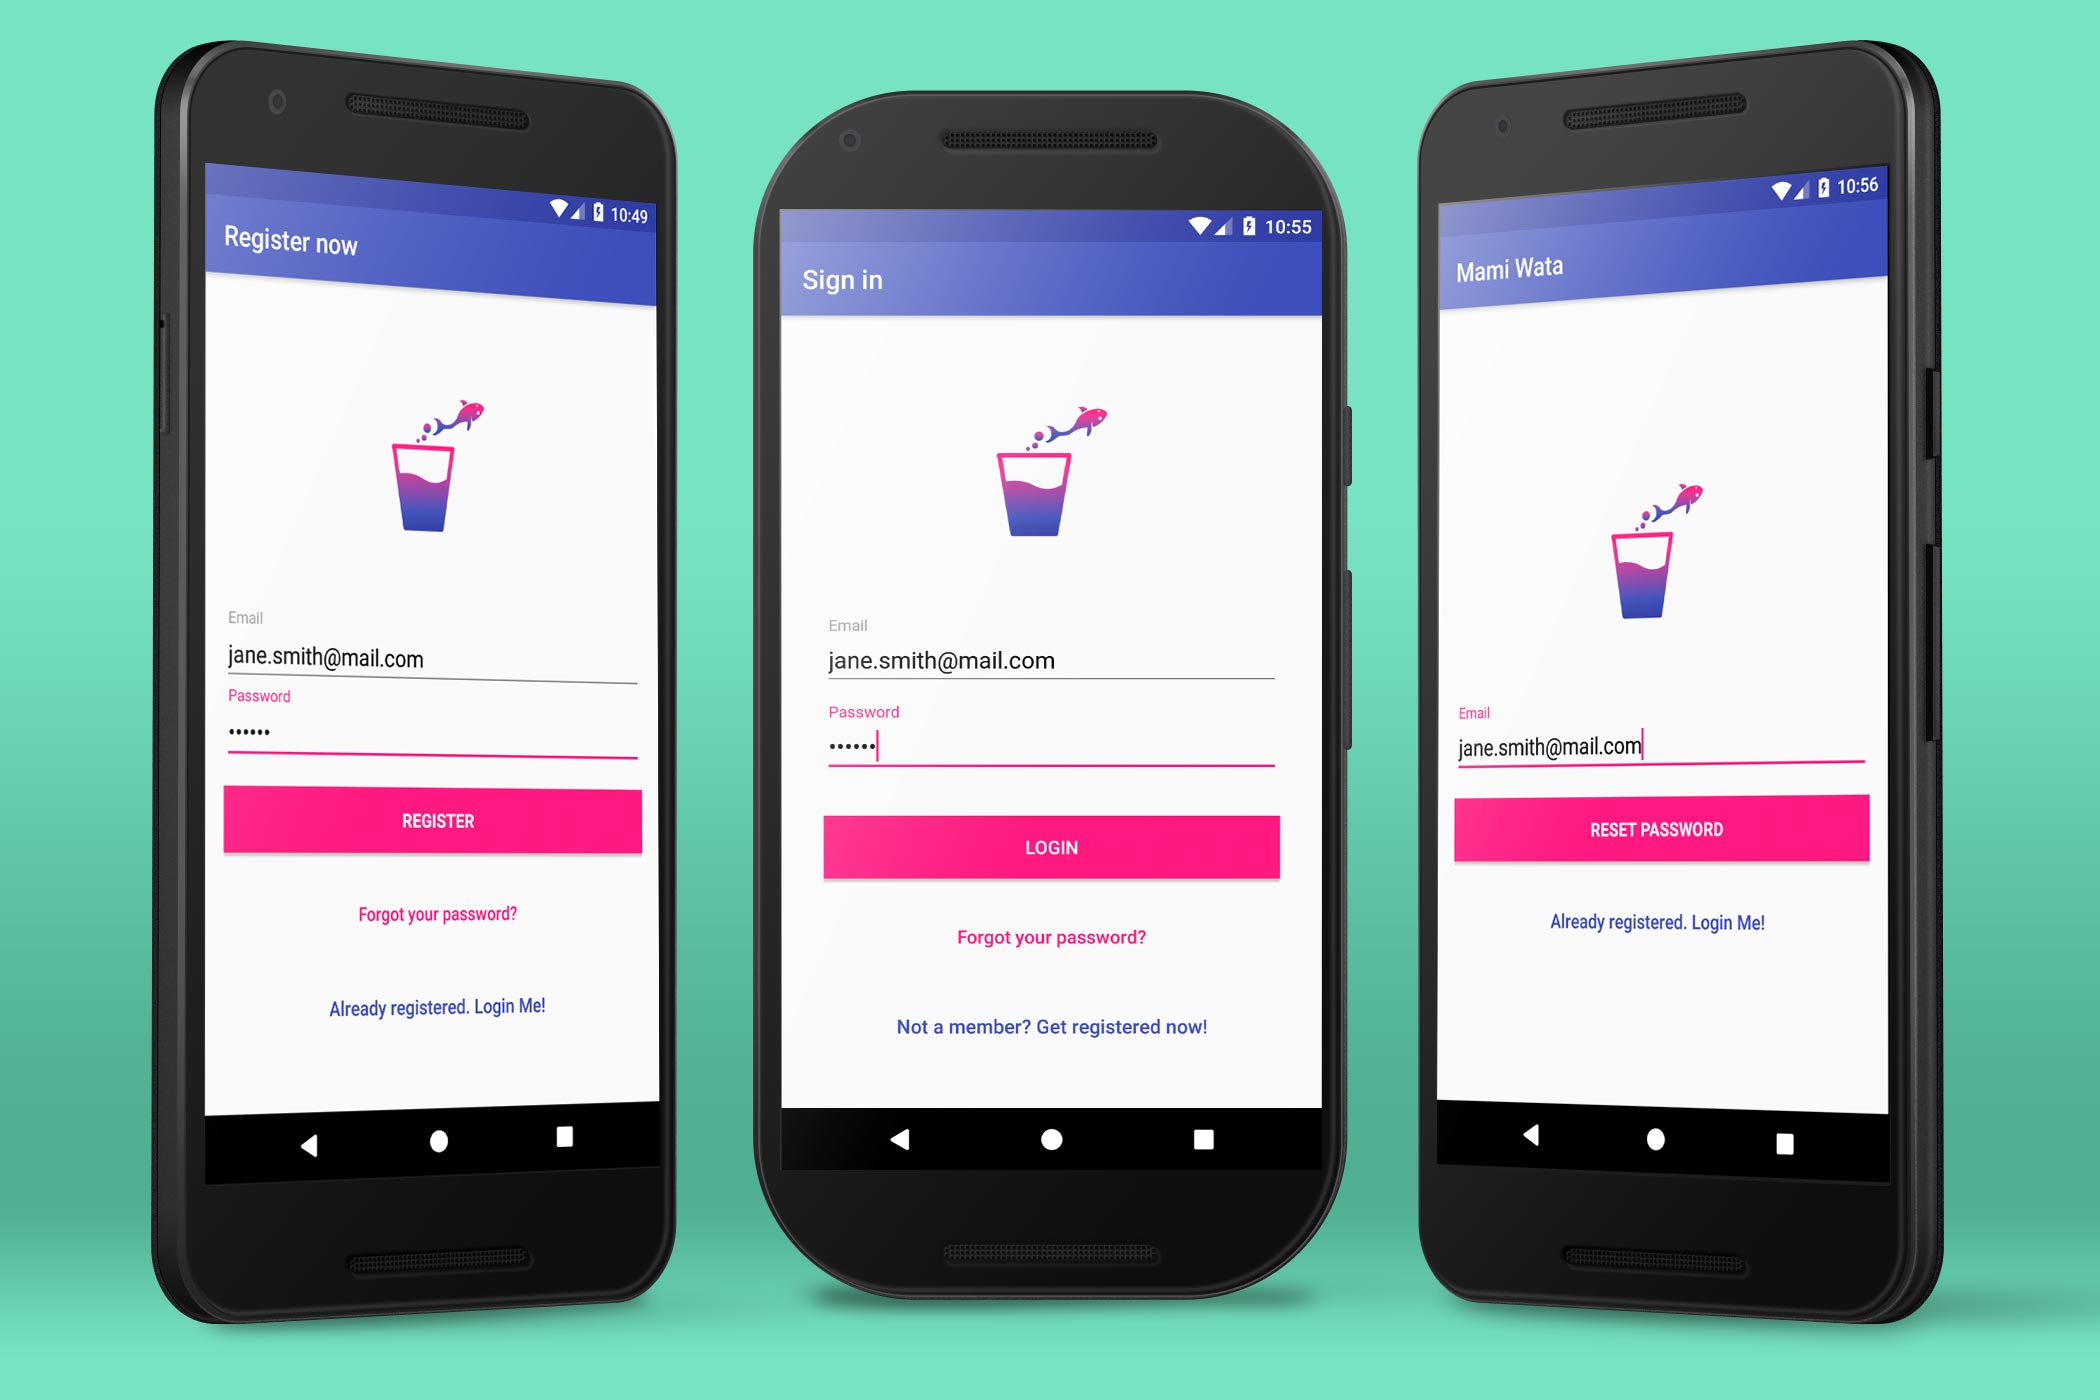 10:49
Register now
Email
jane.smith@mail.com
Password
••••••
REGISTER
Forgot your password?
Already registered. Login Me!
10:55
Sign in
Email
jane.smith@mail.com
Password
••••••
LOGIN
Forgot your password?
Not a member? Get registered now!
10:56
Mami Wata
Email
jane.smith@mail.com
RESET PASSWORD
Already registered. Login Me!